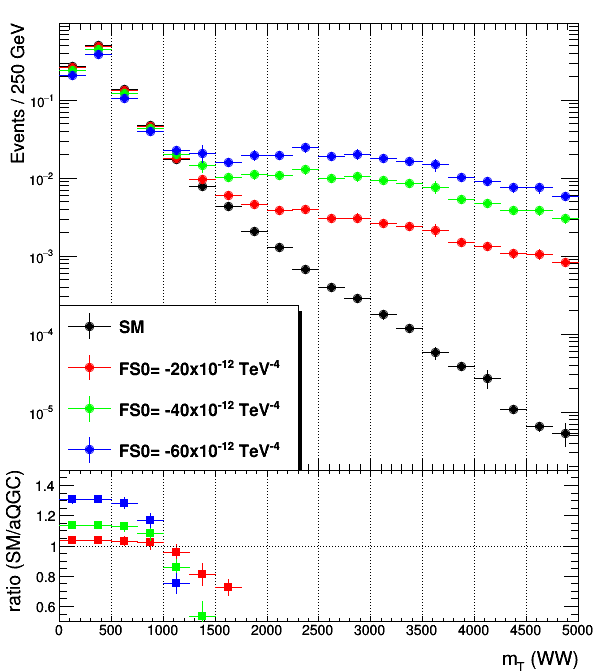 Events / 250 GeV
10⁻¹
10⁻²
10⁻³
10⁻⁴
10⁻⁵
SM
FS0= -20x10⁻¹² TeV⁻⁴
FS0= -40x10⁻¹² TeV⁻⁴
FS0= -60x10⁻¹² TeV⁻⁴
ratio (SM/aQGC)
1.4
1.2
1
0.8
0.6
0 500 1000 1500 2000 2500 3000 3500 4000 4500 5000
m_T (WW)